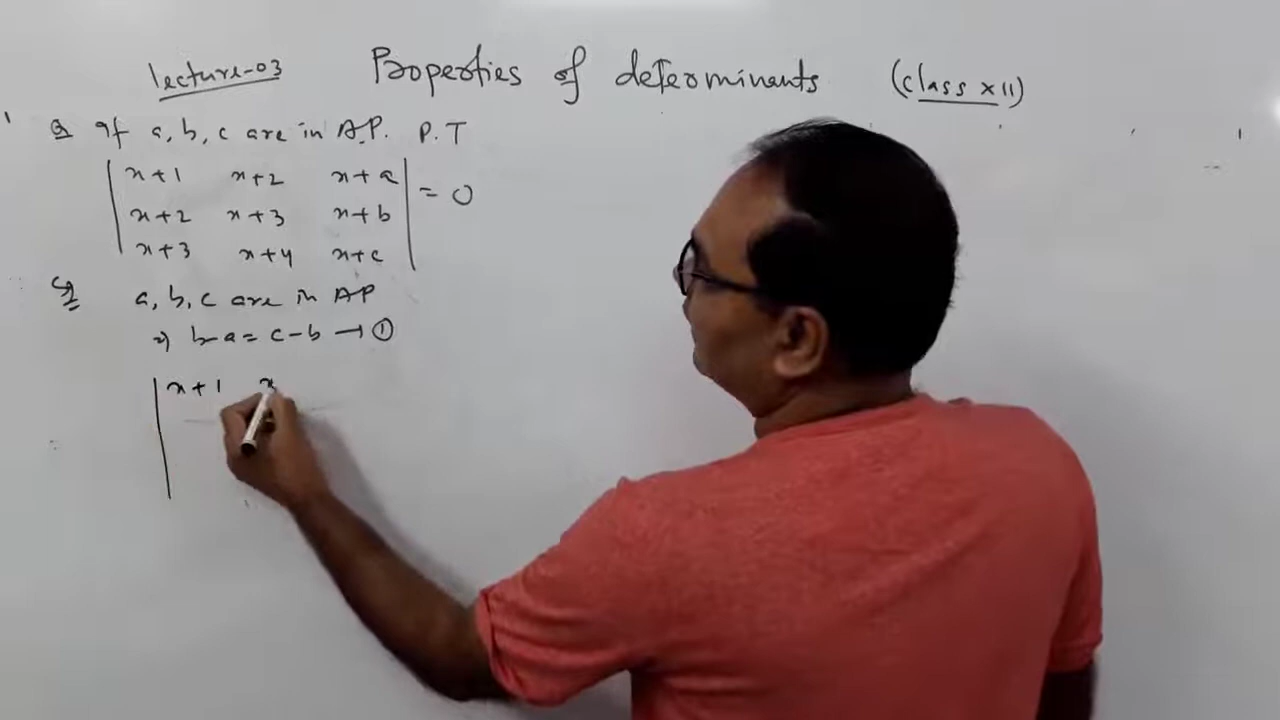 lecture-03 Properties of determinants (class XII)
Q If a, b, c are in A.P. P.T
| x+1 x+2 x+a |
| x+2 x+3 x+b | = 0
| x+3 x+4 x+c |
a, b, c are in AP
⇒ b-a = c-b → ①
| x+1 x